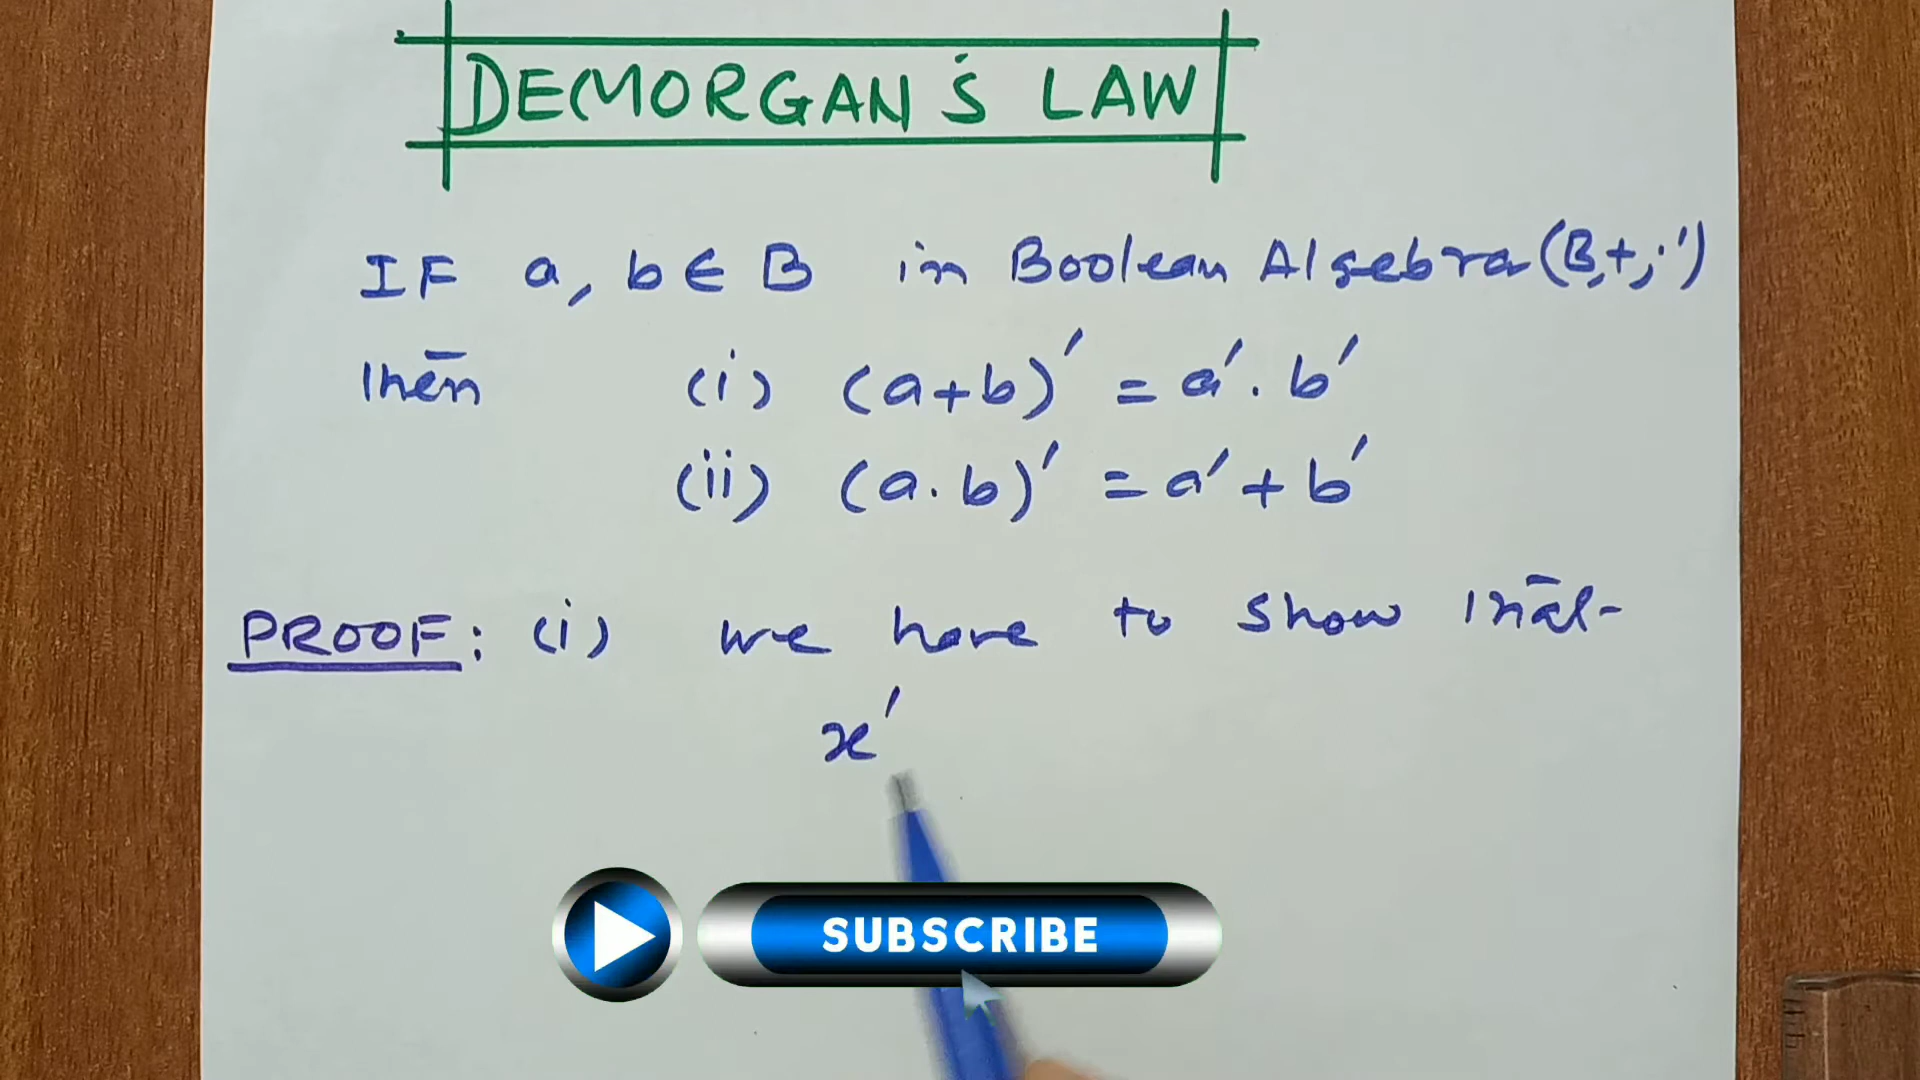 DEMORGAN'S LAW
IF a, b ∈ B in Boolean Algebra (B,+,·,')
then (i) (a+b)' = a'. b'
(ii) (a. b)' = a' + b'
PROOF: (i) we have to show that
x'
SUBSCRIBE